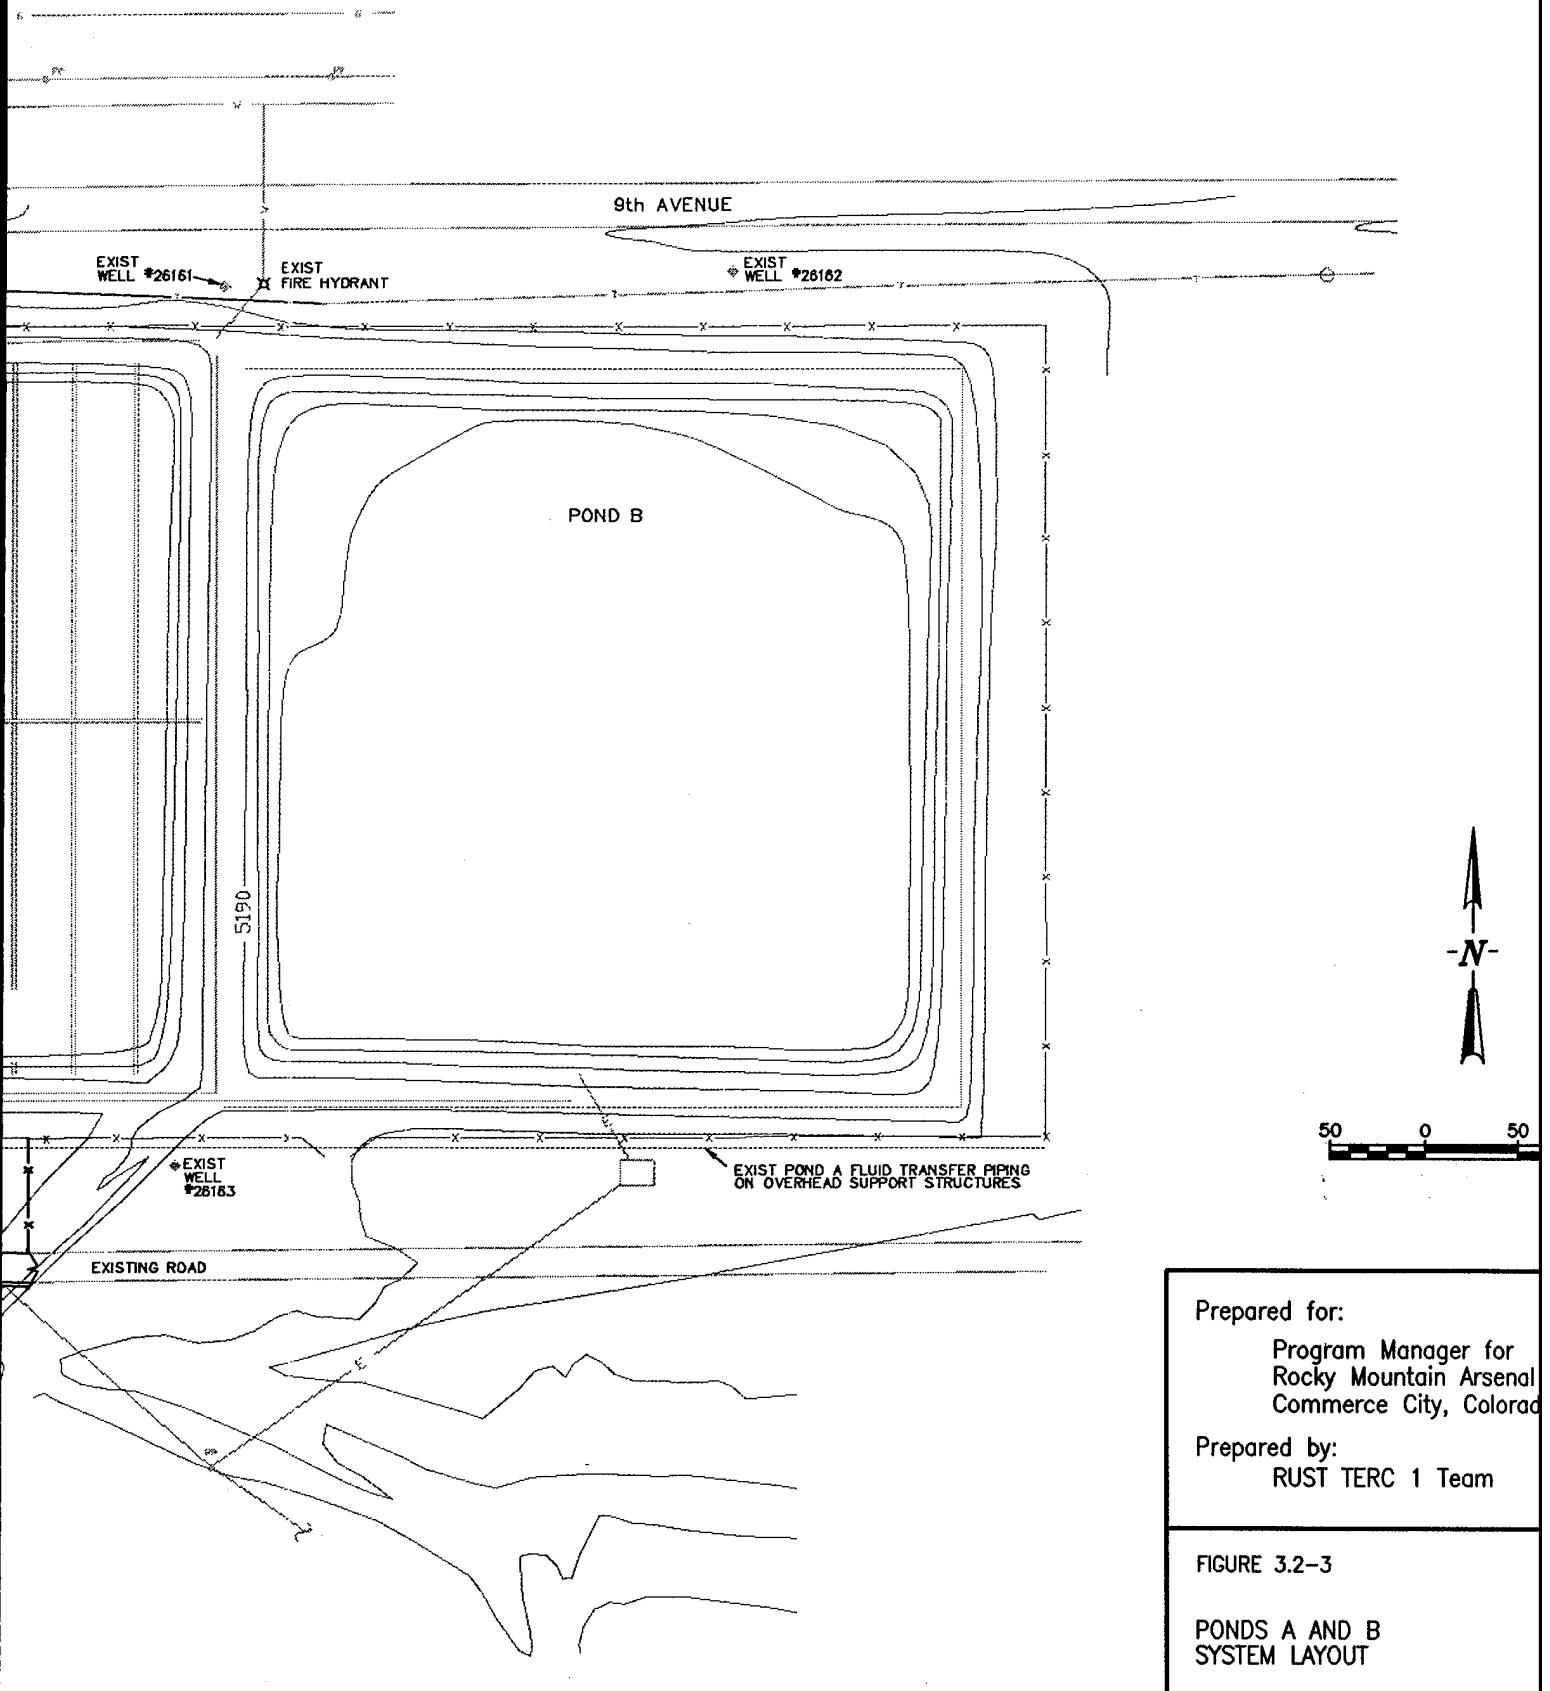 9th AVENUE
EXIST
WELL #26161
EXIST
FIRE HYDRANT
EXIST
WELL #26162
POND B
5190
-N-
50 0 50
EXIST
WELL
#26163
EXIST POND A FLUID TRANSFER PIPING
ON OVERHEAD SUPPORT STRUCTURES
EXISTING ROAD
Prepared for:
Program Manager for
Rocky Mountain Arsenal
Commerce City, Colorad
Prepared by:
RUST TERC 1 Team
FIGURE 3.2-3
PONDS A AND B
SYSTEM LAYOUT